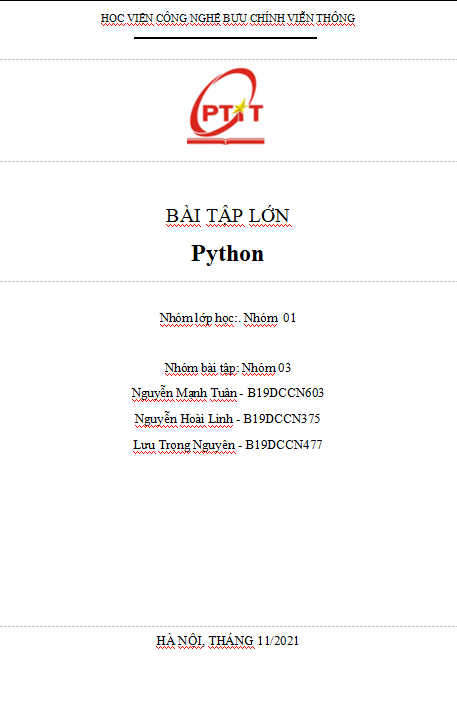 HỌC VIỆN CÔNG NGHỆ BƯU CHÍNH VIỄN THÔNG
PTIT
BÀI TẬP LỚN
Python
Nhóm lớp học:. Nhóm 01
Nhóm bài tập: Nhóm 03
Nguyễn Mạnh Tuân - B19DCCN603
Nguyễn Hoài Linh - B19DCCN375
Lưu Trọng Nguyên - B19DCCN477
HÀ NỘI, THÁNG 11/2021